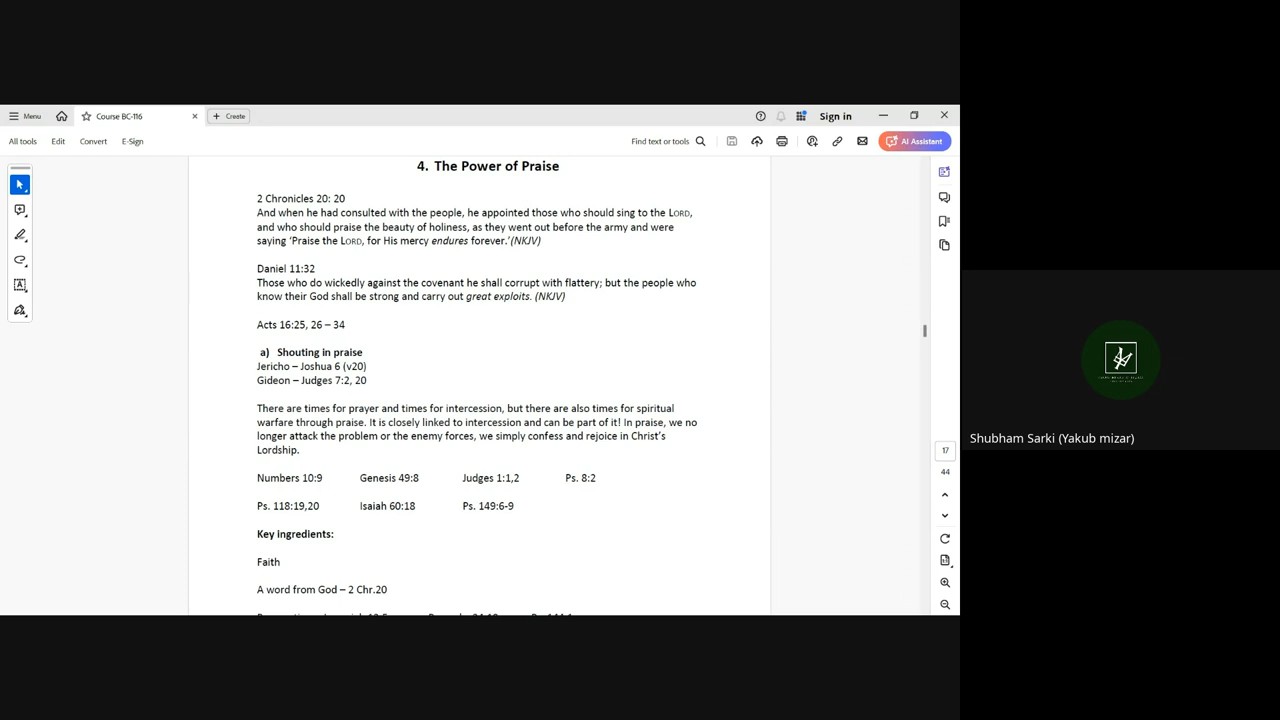 Menu
Course BC-116
Create
Sign in
All tools
Edit
Convert
E-Sign
Find text or tools
AI Assistant
4. The Power of Praise
2 Chronicles 20: 20
And when he had consulted with the people, he appointed those who should sing to the LORD,
and who should praise the beauty of holiness, as they went out before the army and were
saying ‘Praise the LORD, for His mercy endures forever.’(NKJV)
Daniel 11:32
Those who do wickedly against the covenant he shall corrupt with flattery; but the people who
know their God shall be strong and carry out great exploits. (NKJV)
Acts 16:25, 26 – 34
a) Shouting in praise
Jericho – Joshua 6 (v20)
Gideon – Judges 7:2, 20
There are times for prayer and times for intercession, but there are also times for spiritual
warfare through praise. It is closely linked to intercession and can be part of it! In praise, we no
longer attack the problem or the enemy forces, we simply confess and rejoice in Christ’s
Lordship.
Numbers 10:9 Genesis 49:8 Judges 1:1,2 Ps. 8:2
Ps. 118:19,20 Isaiah 60:18 Ps. 149:6-9
Key ingredients:
Faith
A word from God – 2 Chr.20
17
44
Shubham Sarki (Yakub mizar)